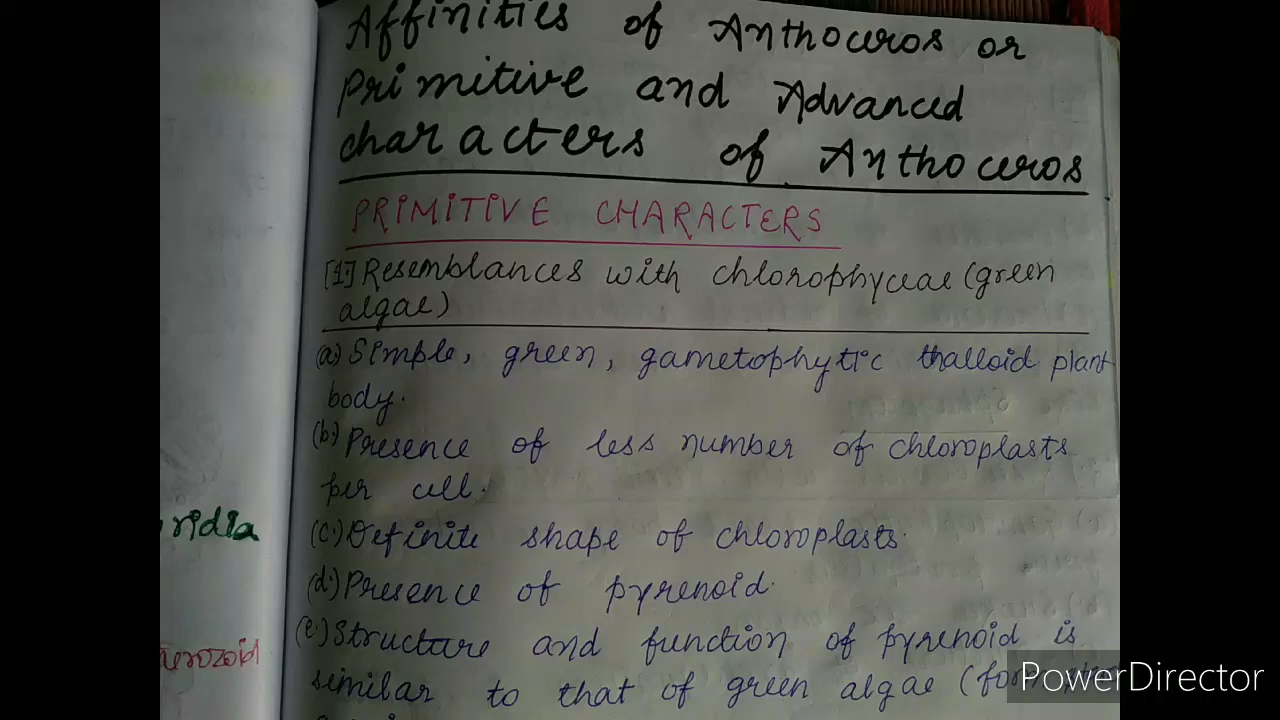 Affinities of Anthoceros or
Primitive and Advanced
characters of Anthoceros
PRIMITIVE CHARACTERS
[1] Resemblances with chlorophyceae (green
algae)
(a) Simple, green, gametophytic thalloid plant
body.
(b) Presence of less number of chloroplasts
per cell.
(c) Definite shape of chloroplasts.
(d) Presence of pyrenoid.
(e) Structure and function of pyrenoid is
similar to that of green algae
ridia
erozoid
PowerDirector